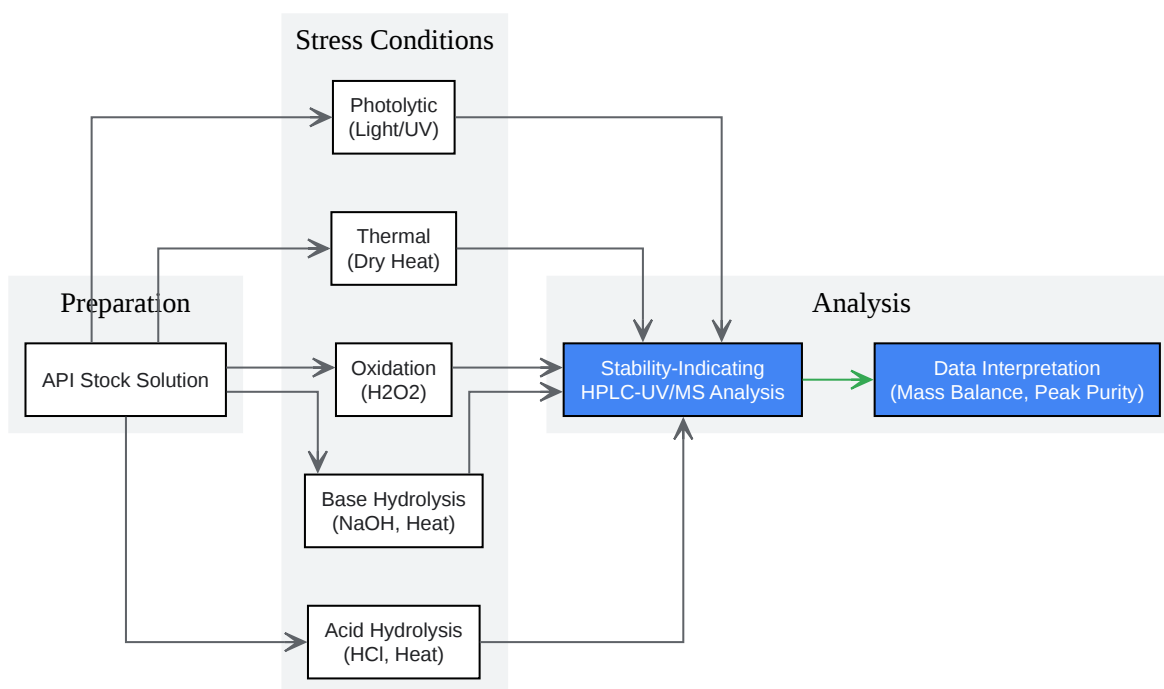 Stress Conditions
Photolytic
(Light/UV)
Thermal
(Dry Heat)
Preparation
Analysis
API Stock Solution
Oxidation
(H2O2)
Stability-Indicating
HPLC-UV/MS Analysis
Data Interpretation
(Mass Balance, Peak Purity)
Base Hydrolysis
(NaOH, Heat)
Acid Hydrolysis
(HCl, Heat)